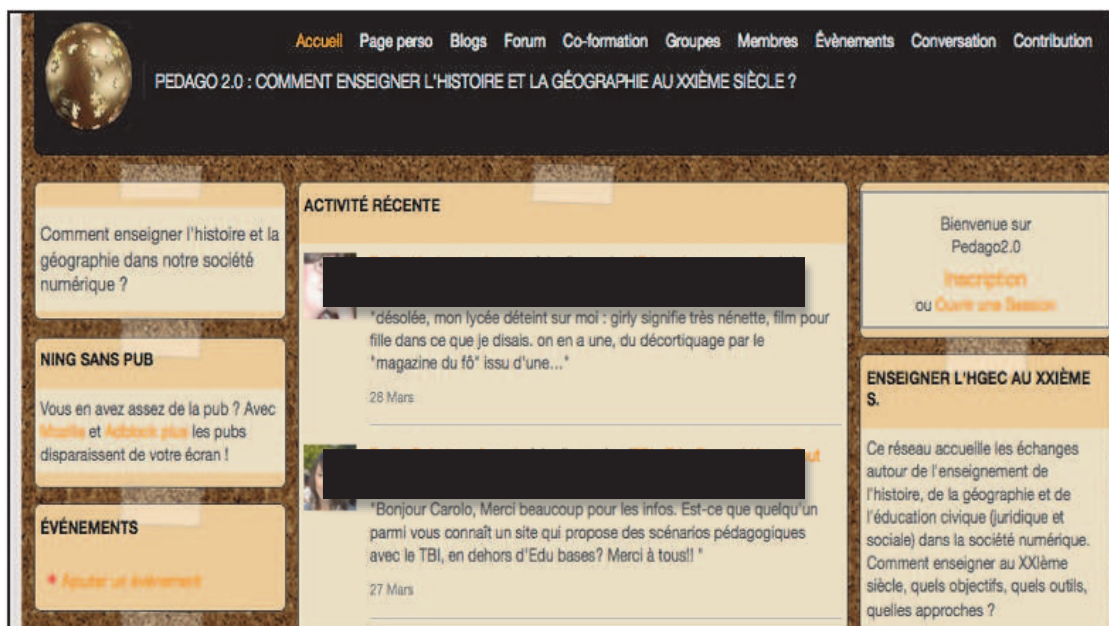 Accueil Page perso Blogs Forum Co-formation Groupes Membres Évènements Conversation Contribution
PEDAGO 2.0 : COMMENT ENSEIGNER L'HISTOIRE ET LA GÉOGRAPHIE AU XXIÈME SIÈCLE ?
Comment enseigner l'histoire et la
géographie dans notre société
numérique ?
NING SANS PUB
Vous en avez assez de la pub ? Avec
Mozilla et Adblock plus les pubs
disparaissent de votre écran !
ÉVÉNEMENTS
Ajouter un évènement
ACTIVITÉ RÉCENTE
"désolée, mon lycée déteint sur moi : girly signifie très nénette, film pour
fille dans ce que je disais. on en a une, du décortiquage par le
"magazine du fô" issu d'une…"
28 Mars
"Bonjour Carolo, Merci beaucoup pour les infos. Est-ce que quelqu'un
parmi vous connaît un site qui propose des scénarios pédagogiques
avec le TBI, en dehors d'Edu bases? Merci à tous!! "
27 Mars
Bienvenue sur
Pedago2.0
Inscription
ou Ouvrir une Session
ENSEIGNER L'HGEC AU XXIÈME
S.
Ce réseau accueille les échanges
autour de l'enseignement de
l'histoire, de la géographie et de
l'éducation civique (juridique et
sociale) dans la société numérique.
Comment enseigner au XXIème
siècle, quels objectifs, quels outils,
quelles approches ?